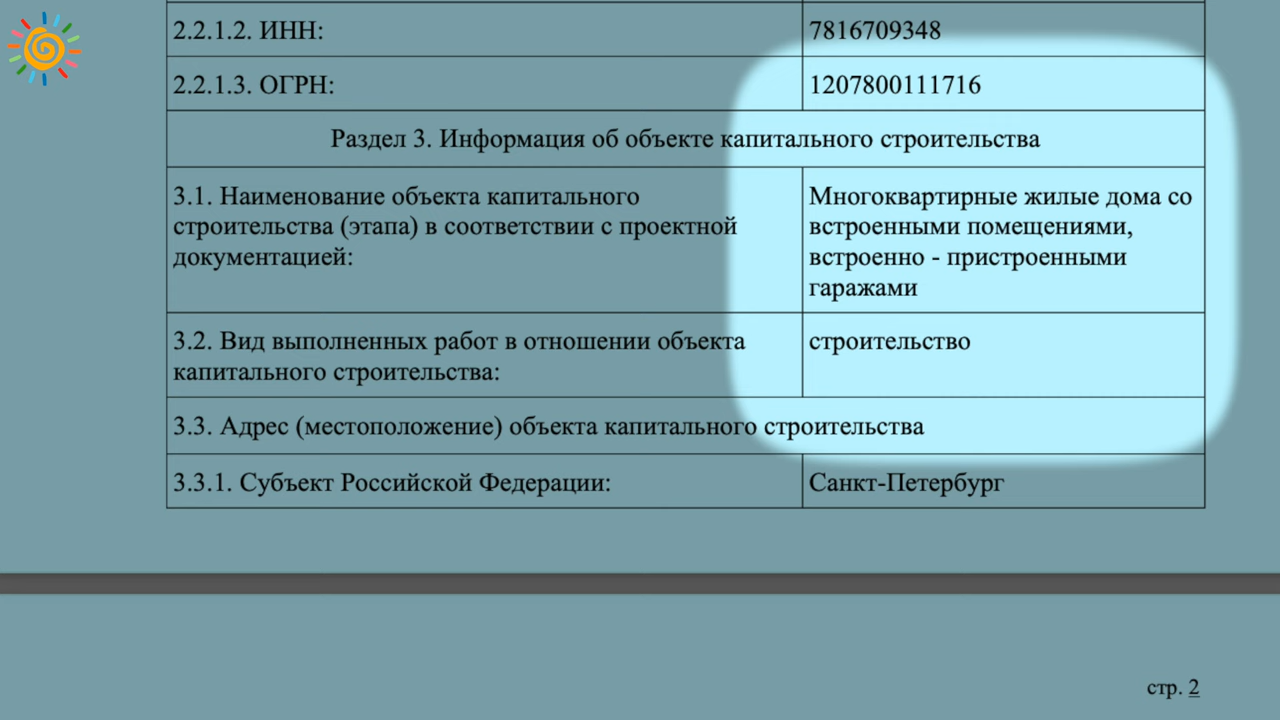 2.2.1.2. ИНН:
7816709348
2.2.1.3. ОГРН:
1207800111716
Раздел 3. Информация об объекте капитального строительства
3.1. Наименование объекта капитального
строительства (этапа) в соответствии с проектной
документацией:
Многоквартирные жилые дома со
встроенными помещениями,
встроенно - пристроенными
гаражами
3.2. Вид выполненных работ в отношении объекта
капитального строительства:
строительство
3.3. Адрес (местоположение) объекта капитального строительства
3.3.1. Субъект Российской Федерации:
Санкт-Петербург
стр. 2